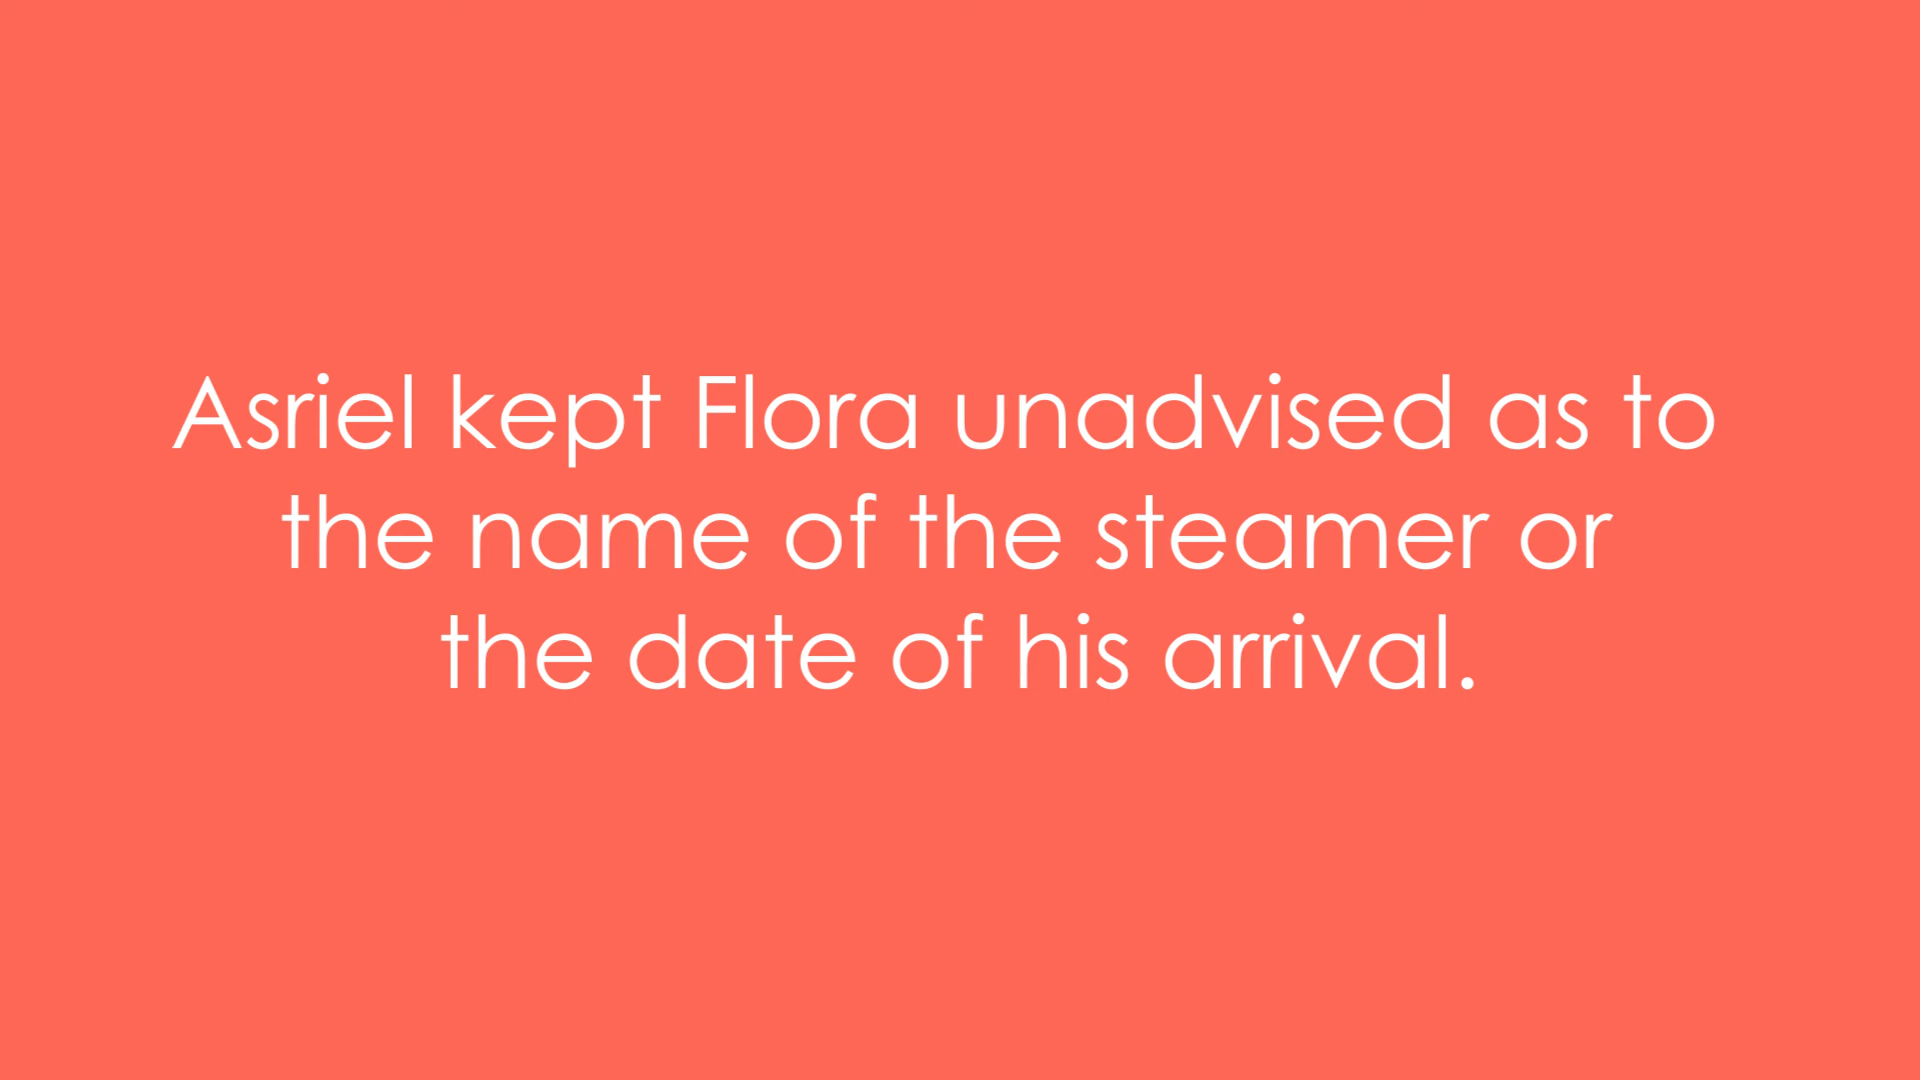 Asriel kept Flora unadvised as to
the name of the steamer or
the date of his arrival.